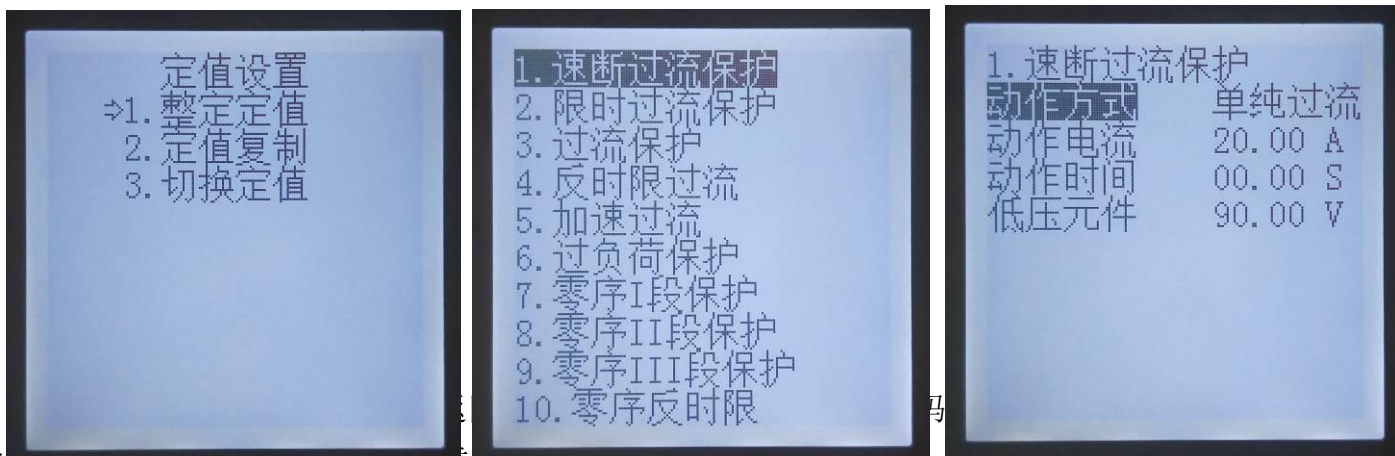 定值设置
⇨1.整定定值
2.定值复制
3.切换定值
1.速断过流保护
2.限时过流保护
3.过流保护
4.反时限过流
5.加速过流
6.过负荷保护
7.零序I段保护
8.零序II段保护
9.零序III段保护
10.零序反时限
1.速断过流保护
动作方式 单纯过流
动作电流 20.00 A
动作时间 00.00 S
低压元件 90.00 V
码